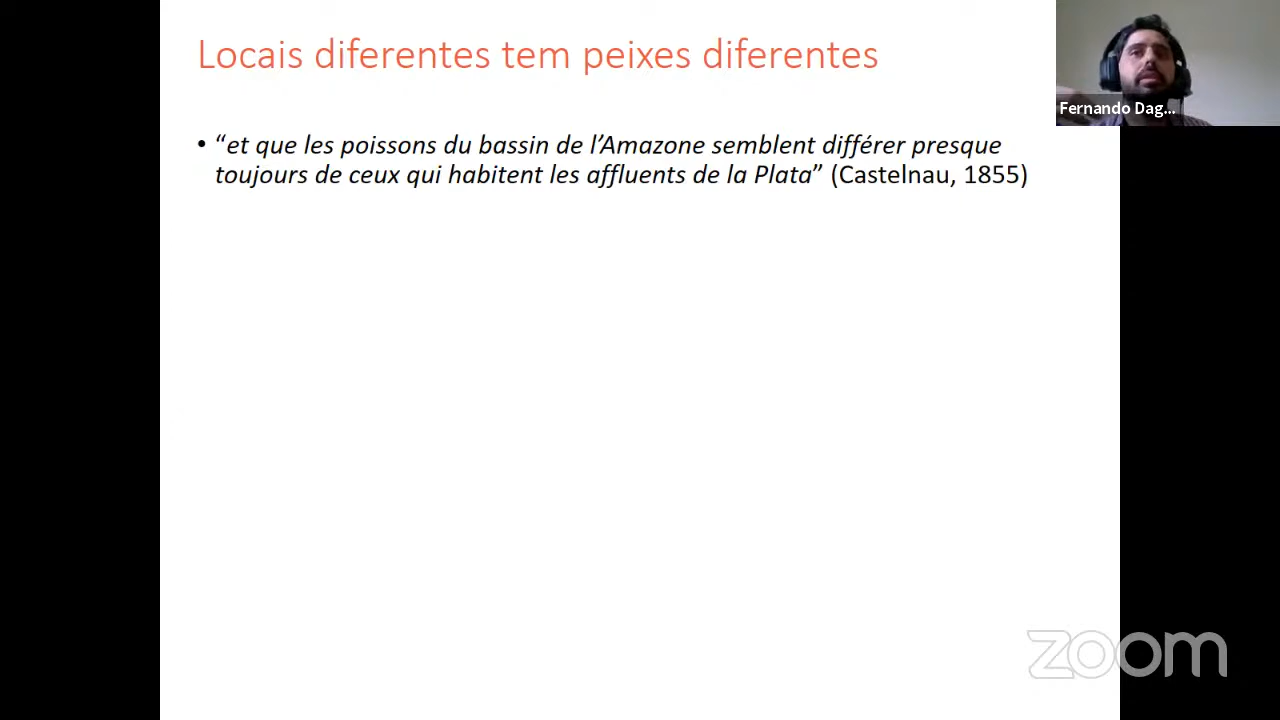 Locais diferentes tem peixes diferentes
Fernando Dag...
• “et que les poissons du bassin de l’Amazone semblent différer presque
toujours de ceux qui habitent les affluents de la Plata” (Castelnau, 1855)
zoom